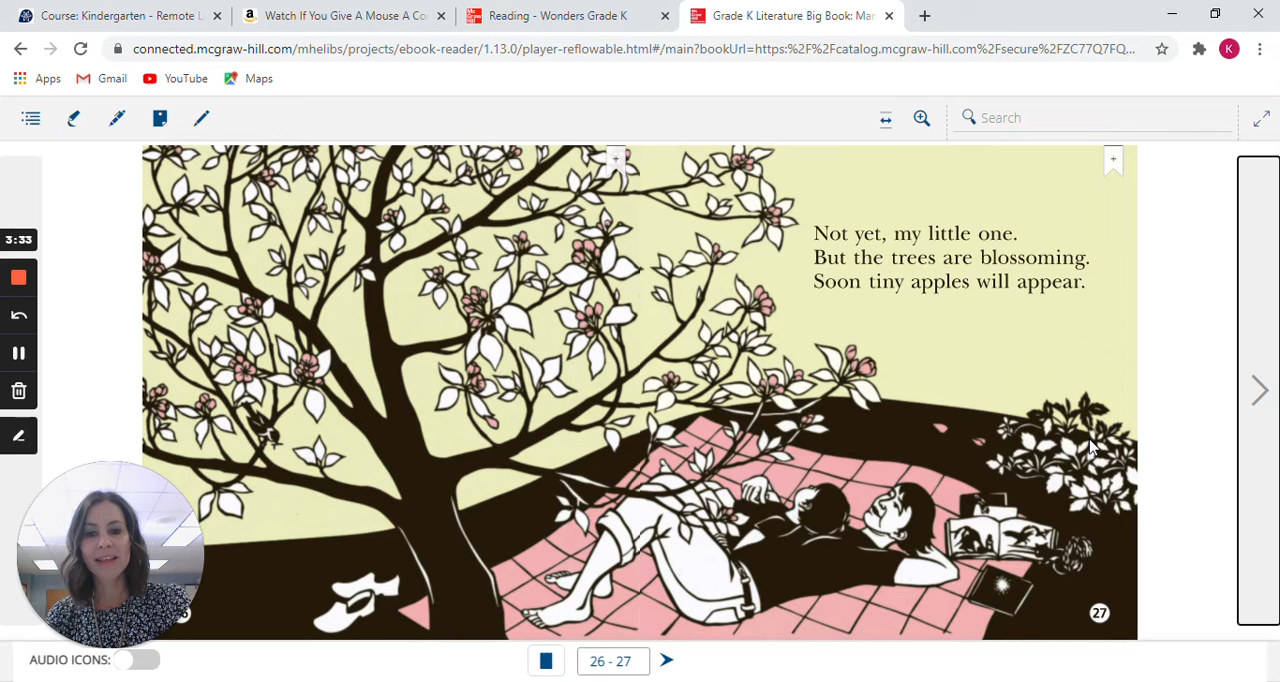 Course: Kindergarten - Remote L
Watch If You Give A Mouse A Co
Reading - Wonders Grade K
Grade K Literature Big Book: Mar
connected.mcgraw-hill.com/mhelibs/projects/ebook-reader/1.13.0/player-reflowable.html#/main?bookUrl=https:%2F%2Fcatalog.mcgraw-hill.com%2Fsecure%2FZC77Q7FQ...
K
Apps
Gmail
YouTube
Maps
Search
Not yet, my little one.
But the trees are blossoming.
Soon tiny apples will appear.
3:33
27
AUDIO ICONS:
26 - 27